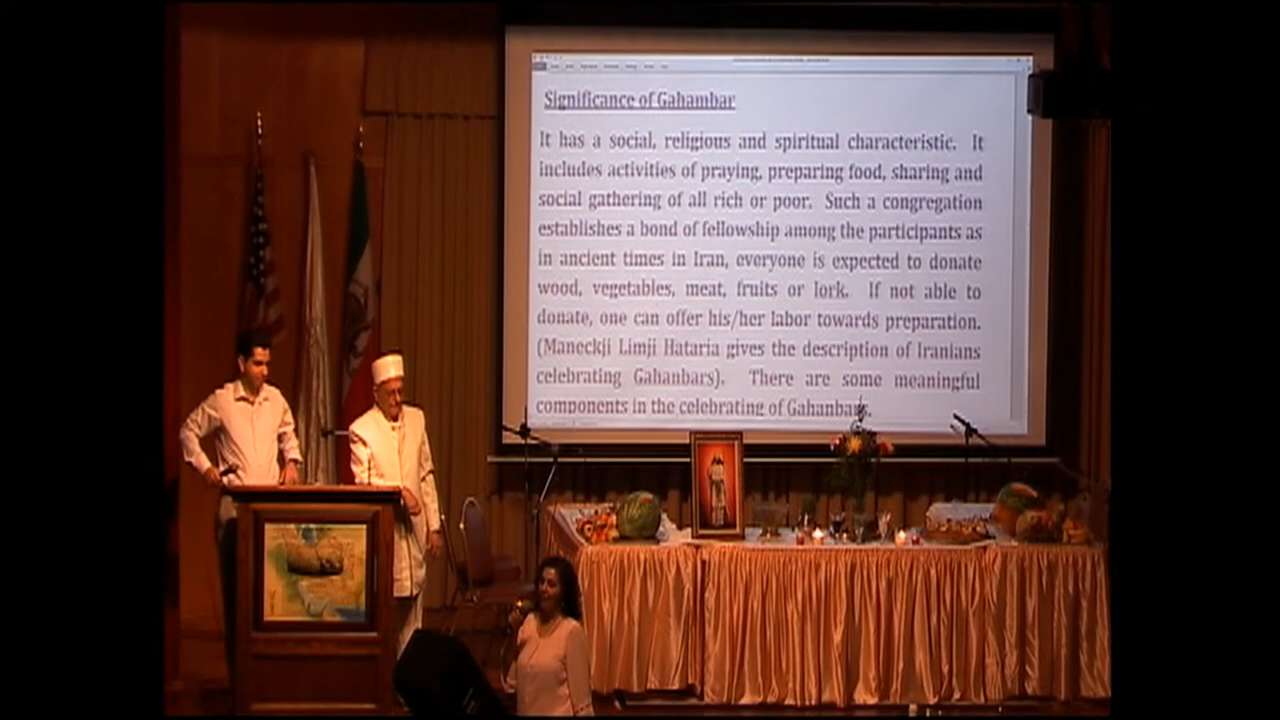 Significance of Gahambar
It has a social, religious and spiritual characteristic. It
includes activities of praying, preparing food, sharing and
social gathering of all rich or poor. Such a congregation
establishes a bond of fellowship among the participants as
in ancient times in Iran, everyone is expected to donate
wood, vegetables, meat, fruits or lork. If not able to
donate, one can offer his/her labor towards preparation.
(Maneckji Limji Hataria gives the description of Iranians
celebrating Gahanbars). There are some meaningful
components in the celebrating of Gahanbars.